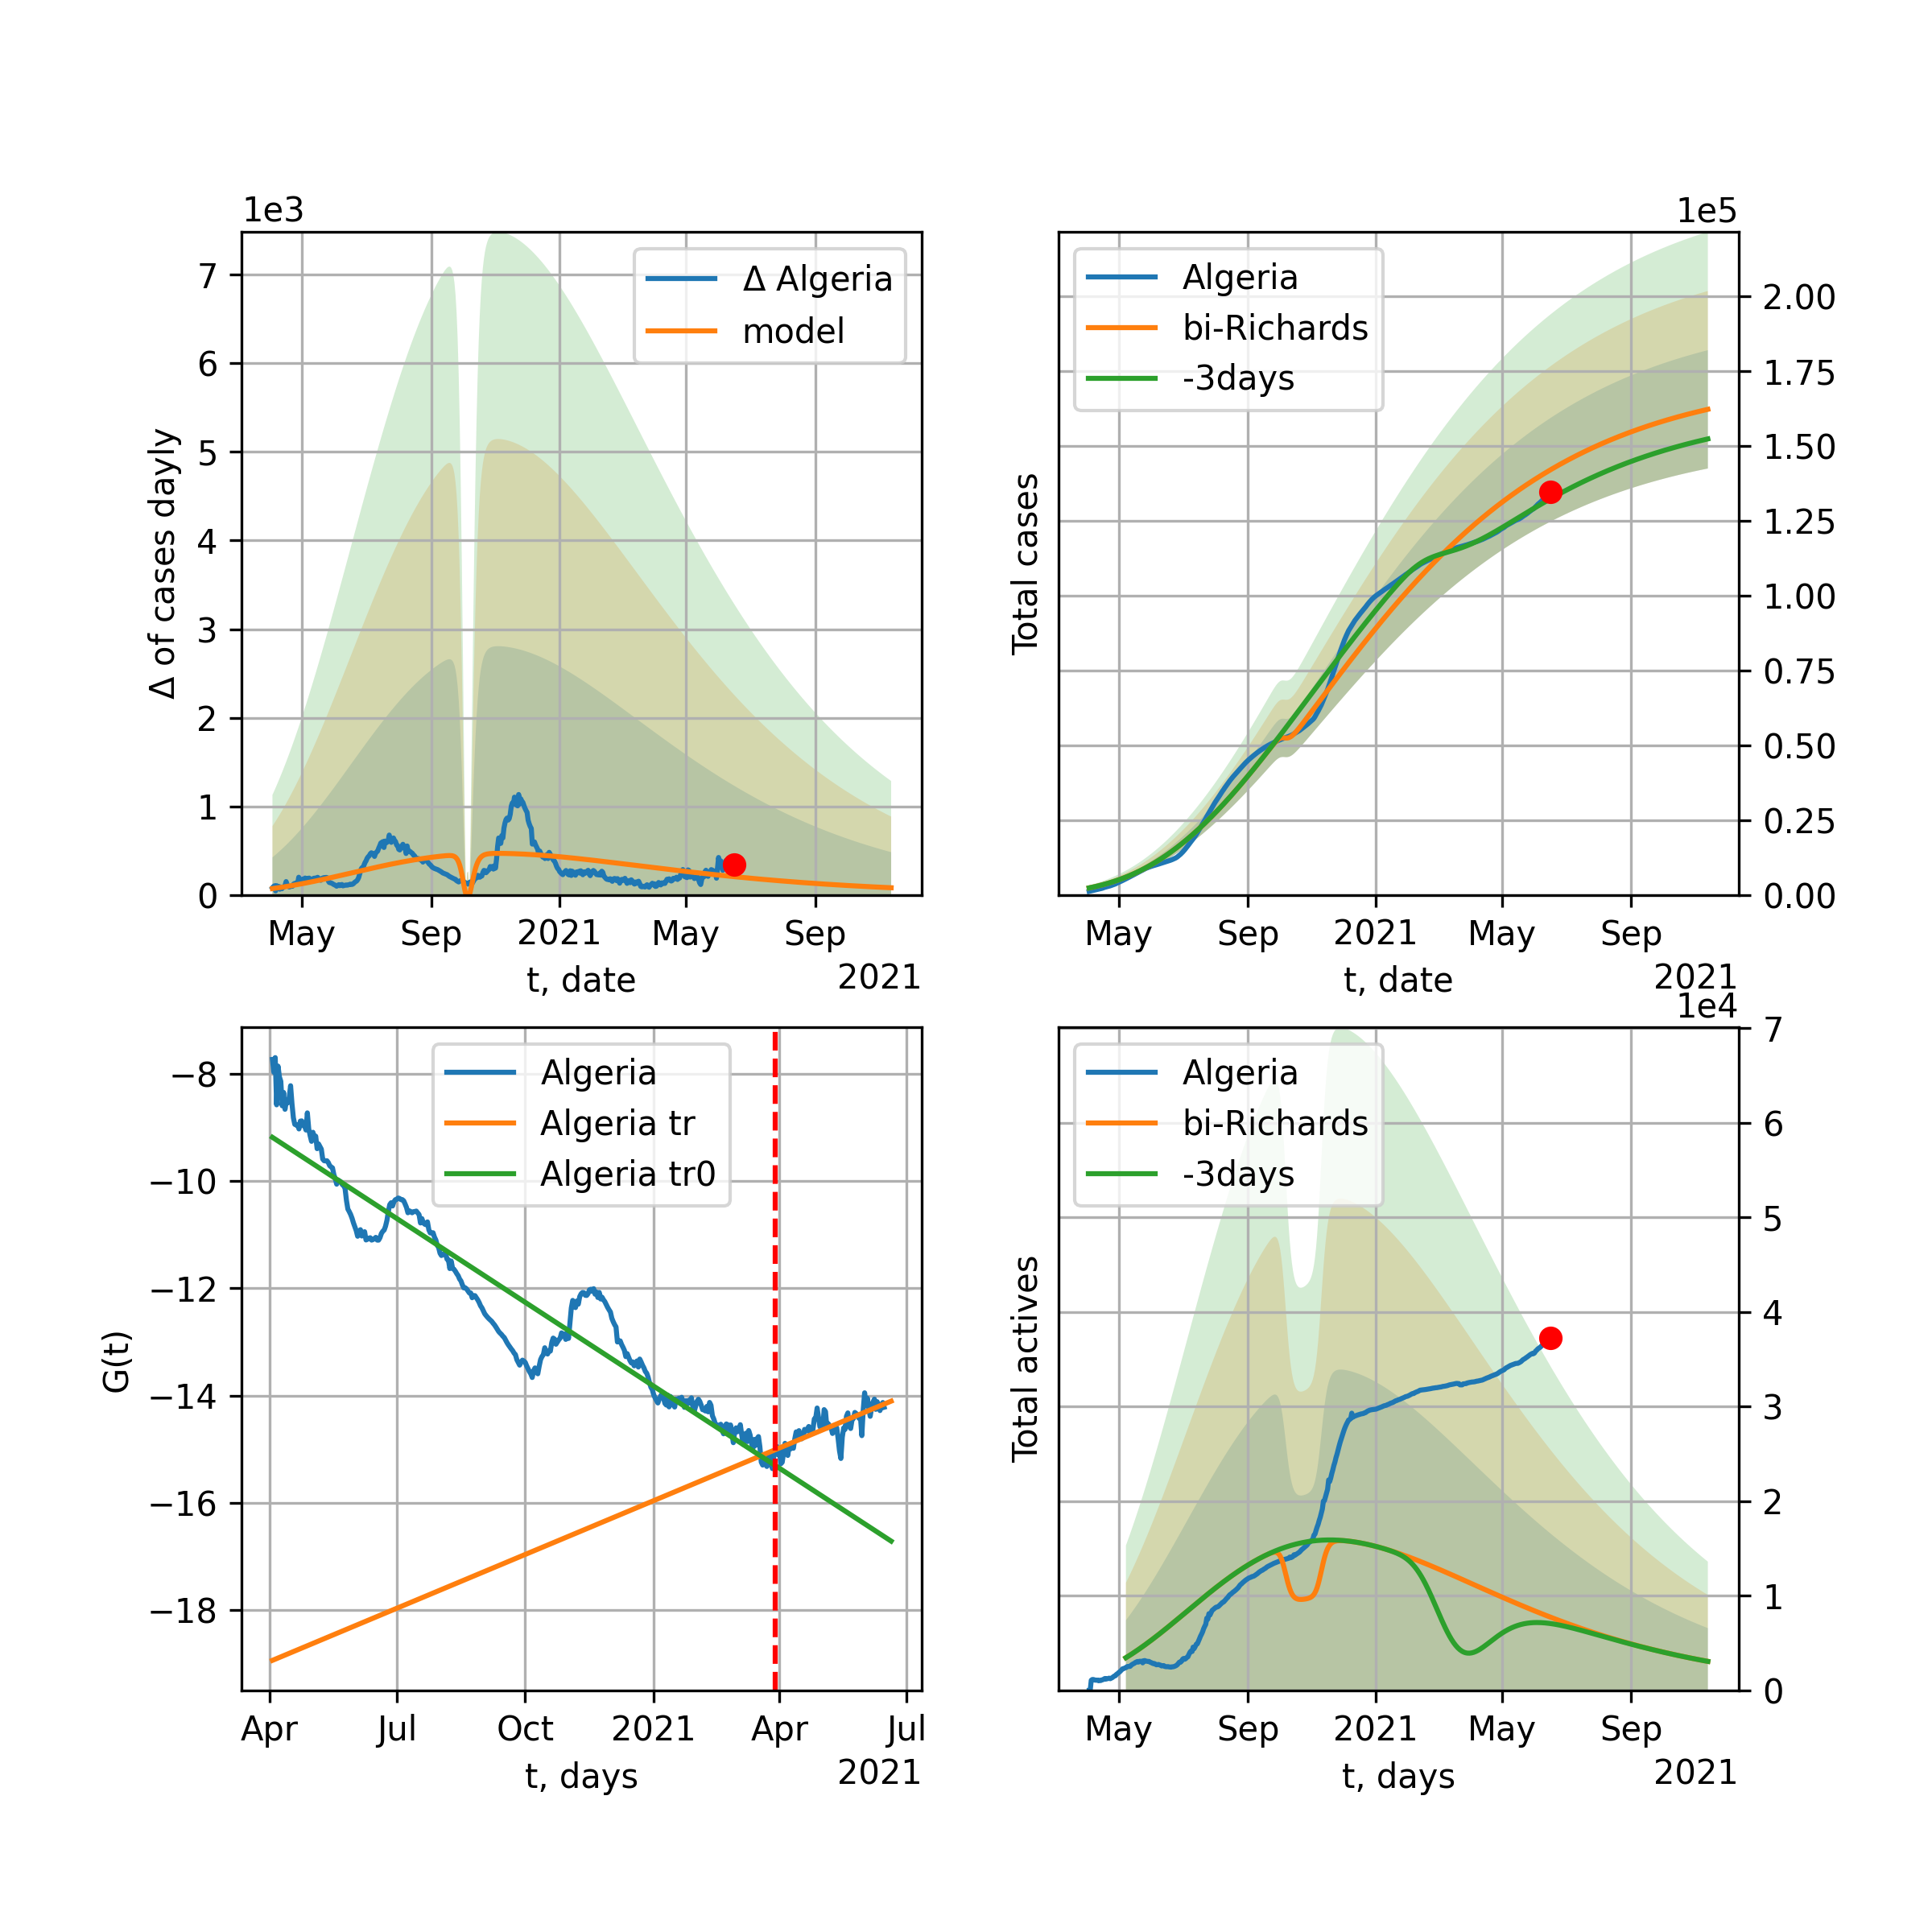 1e3
Δ of cases dayly
7
6
5
4
3
2
1
0
Δ Algeria
model
May
Sep
2021
May
Sep
t, date
2021
1e5
Total cases
Algeria
bi-Richards
-3days
2.00
1.75
1.50
1.25
1.00
0.75
0.50
0.25
0.00
May
Sep
2021
May
Sep
t, date
2021
G(t)
−8
−10
−12
−14
−16
−18
Algeria
Algeria tr
Algeria tr0
Apr
Jul
Oct
2021
Apr
Jul
t, days
2021
1e4
Total actives
Algeria
bi-Richards
-3days
7
6
5
4
3
2
1
0
May
Sep
2021
May
Sep
t, days
2021